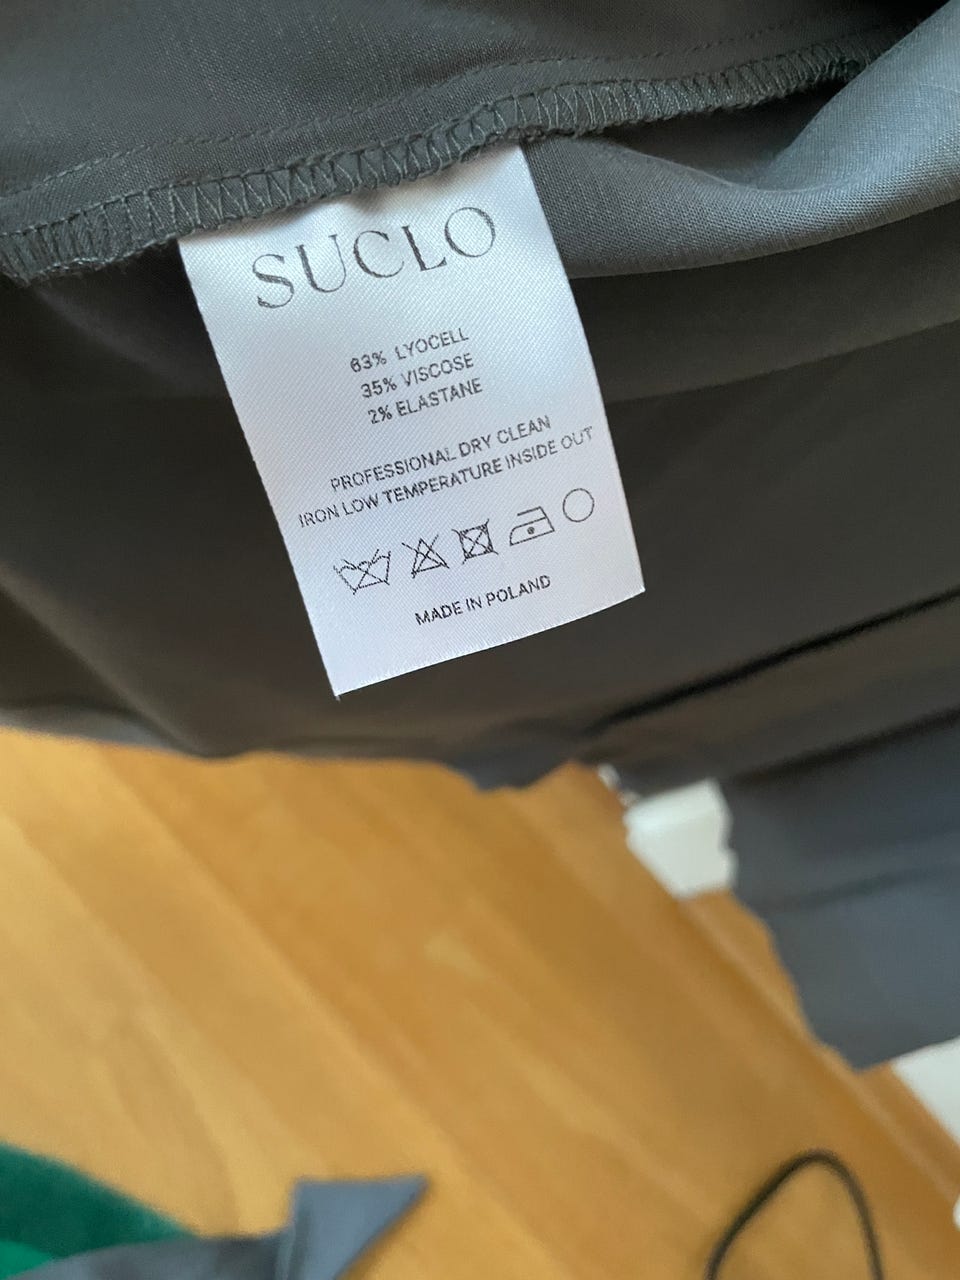 SUCLO
63% LYOCELL
35% VISCOSE
2% ELASTANE
PROFESSIONAL DRY CLEAN
IRON LOW TEMPERATURE INSIDE OUT
MADE IN POLAND